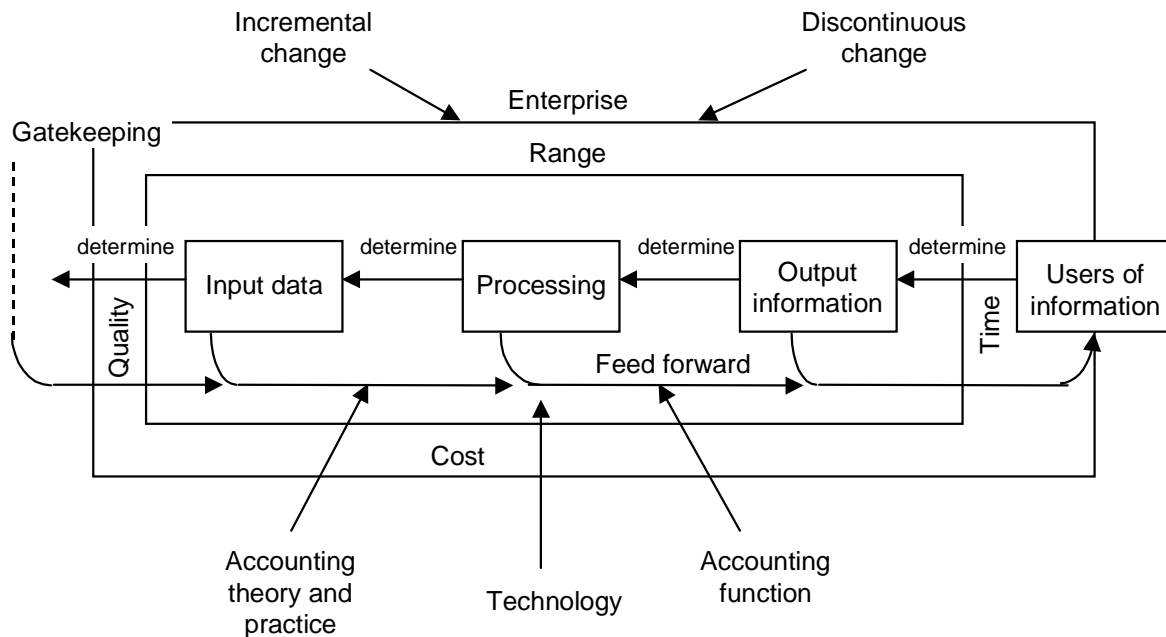 Incremental
change
Discontinuous
change
Enterprise
Gatekeeping
Range
determine
determine
determine
determine
Input data
Processing
Output
information
Users of
information
Quality
Time
Feed forward
Cost
Accounting
theory and
practice
Technology
Accounting
function